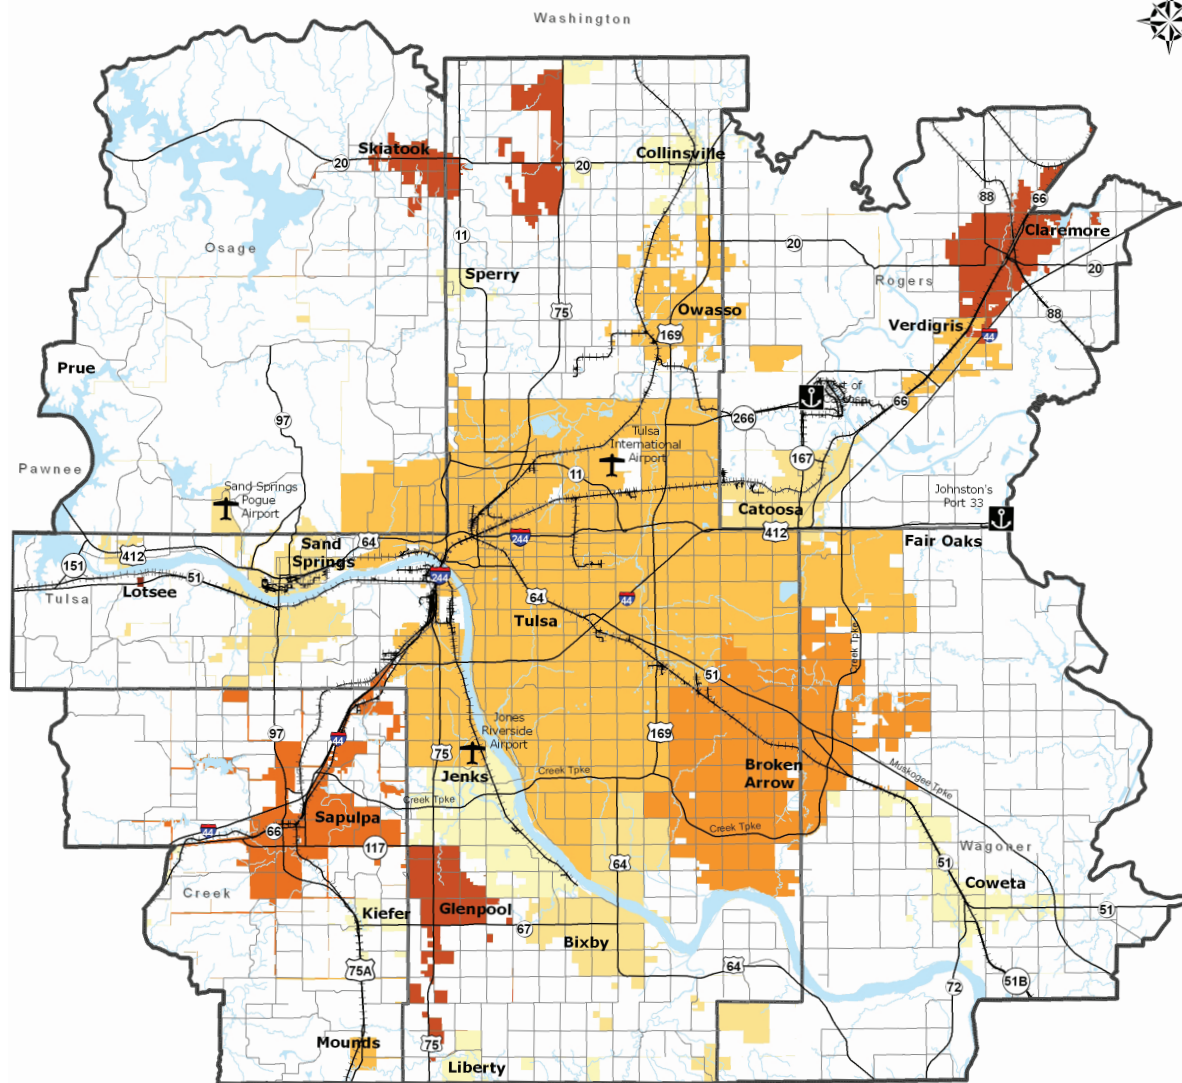 Washington
Skiatook
20
20
Collinsville
88
66
11
Osage
20
Claremore
Sperry
Rogers
20
75
Owasso
88
169
Verdigris
44
Prue
97
266
66
Tulsa
International
Airport
Pawnee
11
167
Sand Springs
Pogue
Airport
Johnston's
Port 33
Catoosa
412
64
244
412
Sand
Springs
Fair Oaks
151
51
244
Lotsee
Tulsa
64
44
Tulsa
Creek Tpke
51
97
44
Jones
Riverside
Airport
169
75
Jenks
Creek Tpke
Broken
Arrow
Muskogee Tpke
Creek Tpke
44
66
Sapulpa
Creek Tpke
117
64
51
Wagoner
Creek
Coweta
Kiefer
Glenpool
67
51
Bixby
75A
64
72
51B
Mounds
75
Liberty